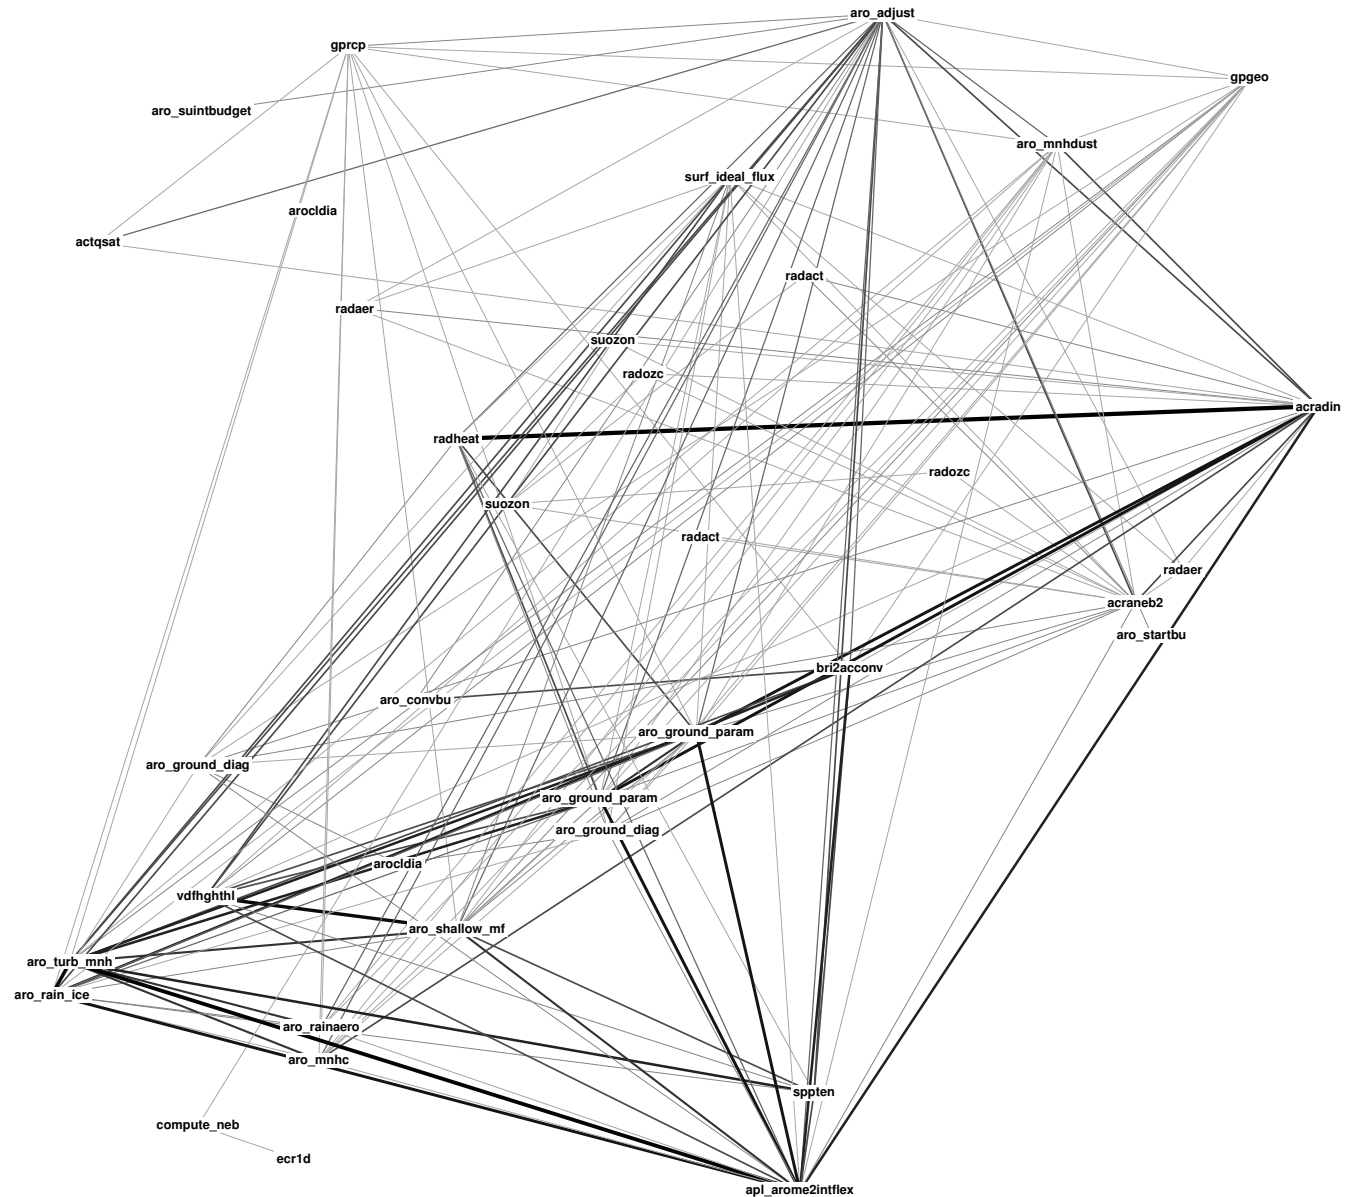 aro_adjust
gprcp
gpgeo
aro_suintbudget
aro_mnhdust
surf_ideal_flux
arocldia
actqsat
radact
radaer
suozon
radozc
acradin
radheat
radozc
suozon
radact
radaer
acraneb2
aro_startbu
bri2acconv
aro_convbu
aro_ground_param
aro_ground_diag
aro_ground_param
aro_ground_diag
arocldia
vdfhghthl
aro_shallow_mf
aro_turb_mnh
aro_rain_ice
aro_rainaero
aro_mnhc
sppten
compute_neb
ecr1d
apl_arome2intflex